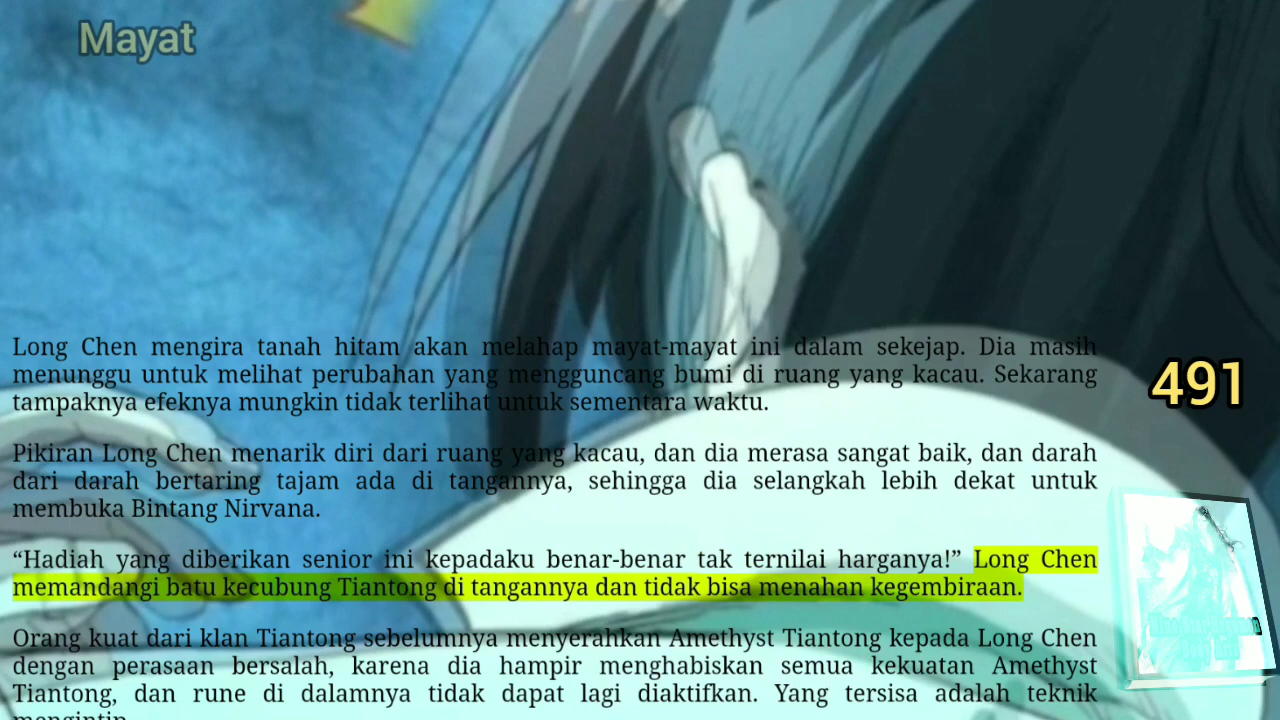 Mayat
Long Chen mengira tanah hitam akan melahap mayat-mayat ini dalam sekejap. Dia masih
menunggu untuk melihat perubahan yang mengguncang bumi di ruang yang kacau. Sekarang
tampaknya efeknya mungkin tidak terlihat untuk sementara waktu.
491
Pikiran Long Chen menarik diri dari ruang yang kacau, dan dia merasa sangat baik, dan darah
dari darah bertaring tajam ada di tangannya, sehingga dia selangkah lebih dekat untuk
membuka Bintang Nirvana.
“Hadiah yang diberikan senior ini kepadaku benar-benar tak ternilai harganya!” Long Chen
memandangi batu kecubung Tiantong di tangannya dan tidak bisa menahan kegembiraan.
Orang kuat dari klan Tiantong sebelumnya menyerahkan Amethyst Tiantong kepada Long Chen
dengan perasaan bersalah, karena dia hampir menghabiskan semua kekuatan Amethyst
Tiantong, dan rune di dalamnya tidak dapat lagi diaktifkan. Yang tersisa adalah teknik